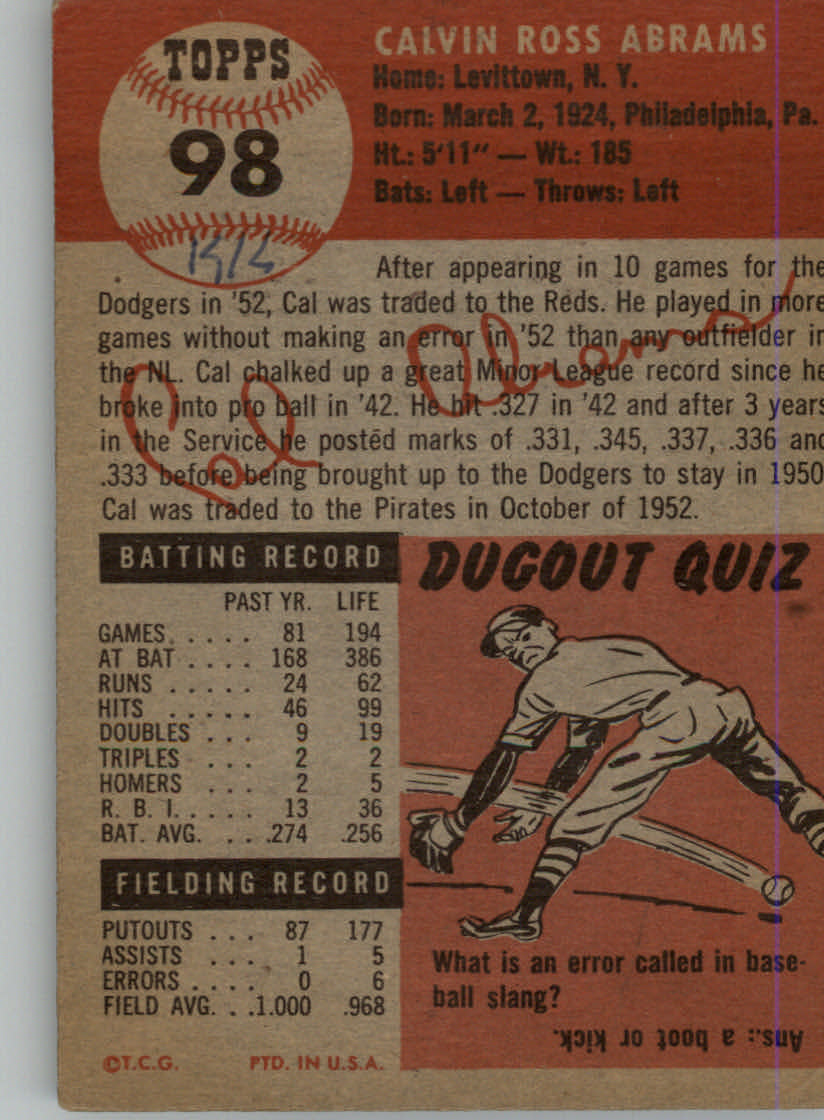 TOPPS
98
CALVIN ROSS ABRAMS
Home: Levittown, N. Y.
Born: March 2, 1924, Philadelphia, Pa.
Ht.: 5'11" — Wt.: 185
Bats: Left — Throws: Left
After appearing in 10 games for the
Dodgers in '52, Cal was traded to the Reds. He played in more
games without making an error in '52 than any outfielder in
the NL. Cal chalked up a great Minor League record since he
broke into pro ball in '42. He hit .327 in '42 and after 3 years
in the Service he posted marks of .331, .345, .337, .336 and
.333 before being brought up to the Dodgers to stay in 1950
Cal was traded to the Pirates in October of 1952.
Cal Abrams
BATTING RECORD
PAST YR. LIFE
GAMES. . . . . 81 194
AT BAT . . . . 168 386
RUNS . . . . . 24 62
HITS . . . . . 46 99
DOUBLES . . . 9 19
TRIPLES . . . 2 2
HOMERS . . . 2 5
R. B. I. . . . . 13 36
BAT. AVG. . . .274 .256
FIELDING RECORD
PUTOUTS . . . 87 177
ASSISTS . . . 1 5
ERRORS . . . . 0 6
FIELD AVG. . .1.000 .968
©T.C.G. PTD. IN U.S.A.
DUGOUT QUIZ
What is an error called in base-
ball slang?
Ans.: a boot or kick.